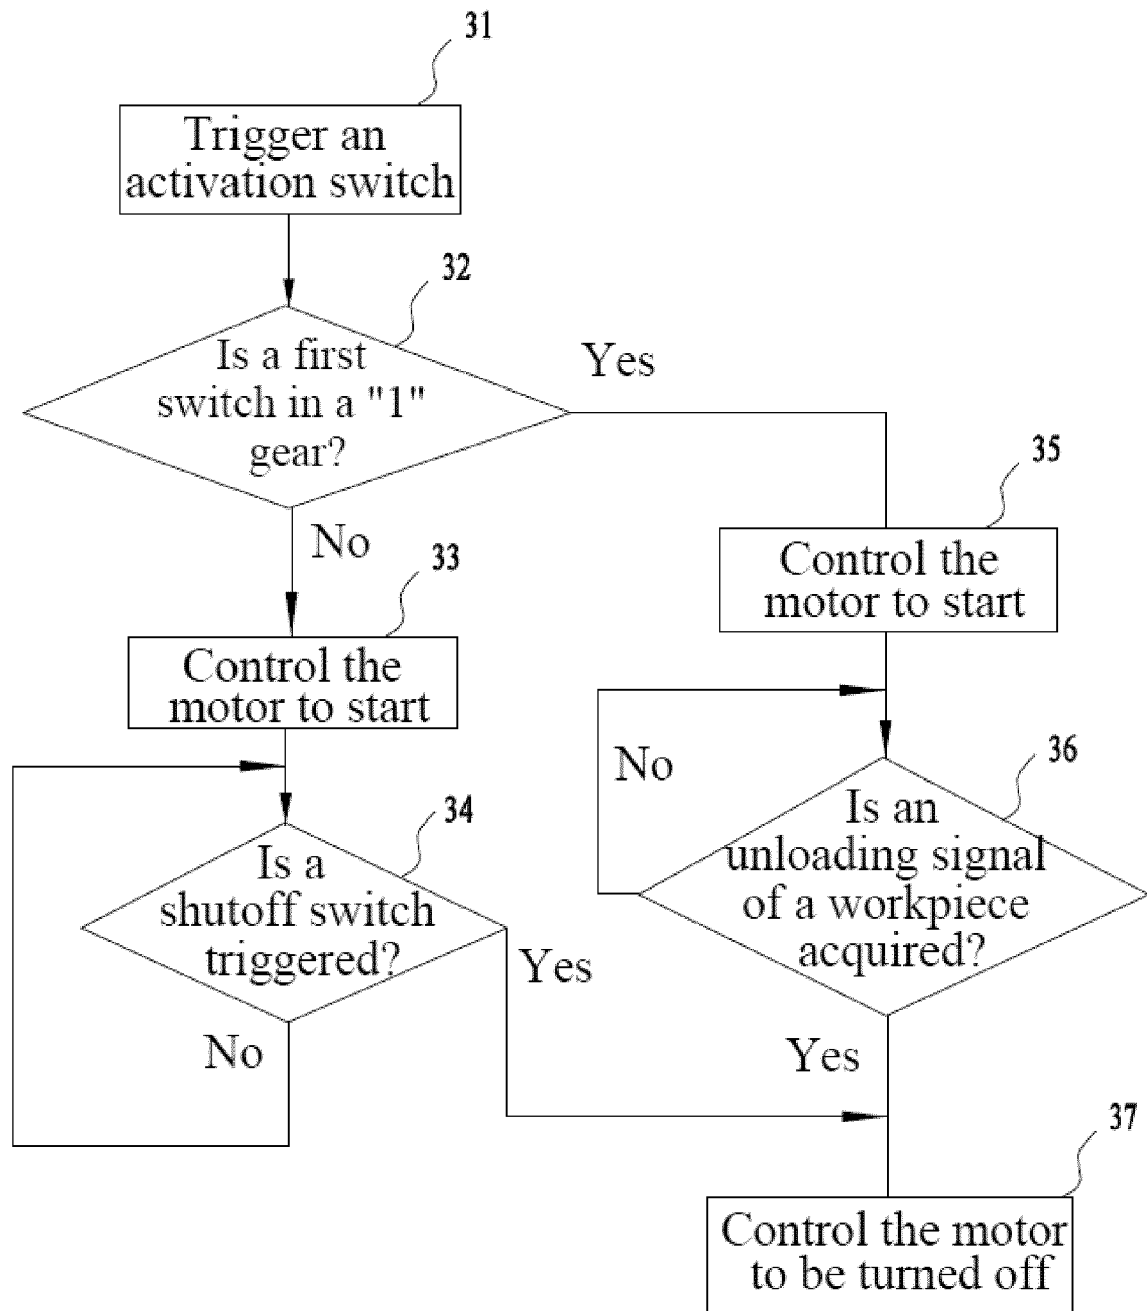 31
Trigger an
activation switch
32
Is a first
switch in a "1"
gear?
Yes
No
33
Control the
motor to start
35
Control the
motor to start
34
Is a
shutoff switch
triggered?
Yes
No
36
Is an
unloading signal
of a workpiece
acquired?
No
Yes
37
Control the motor
to be turned off